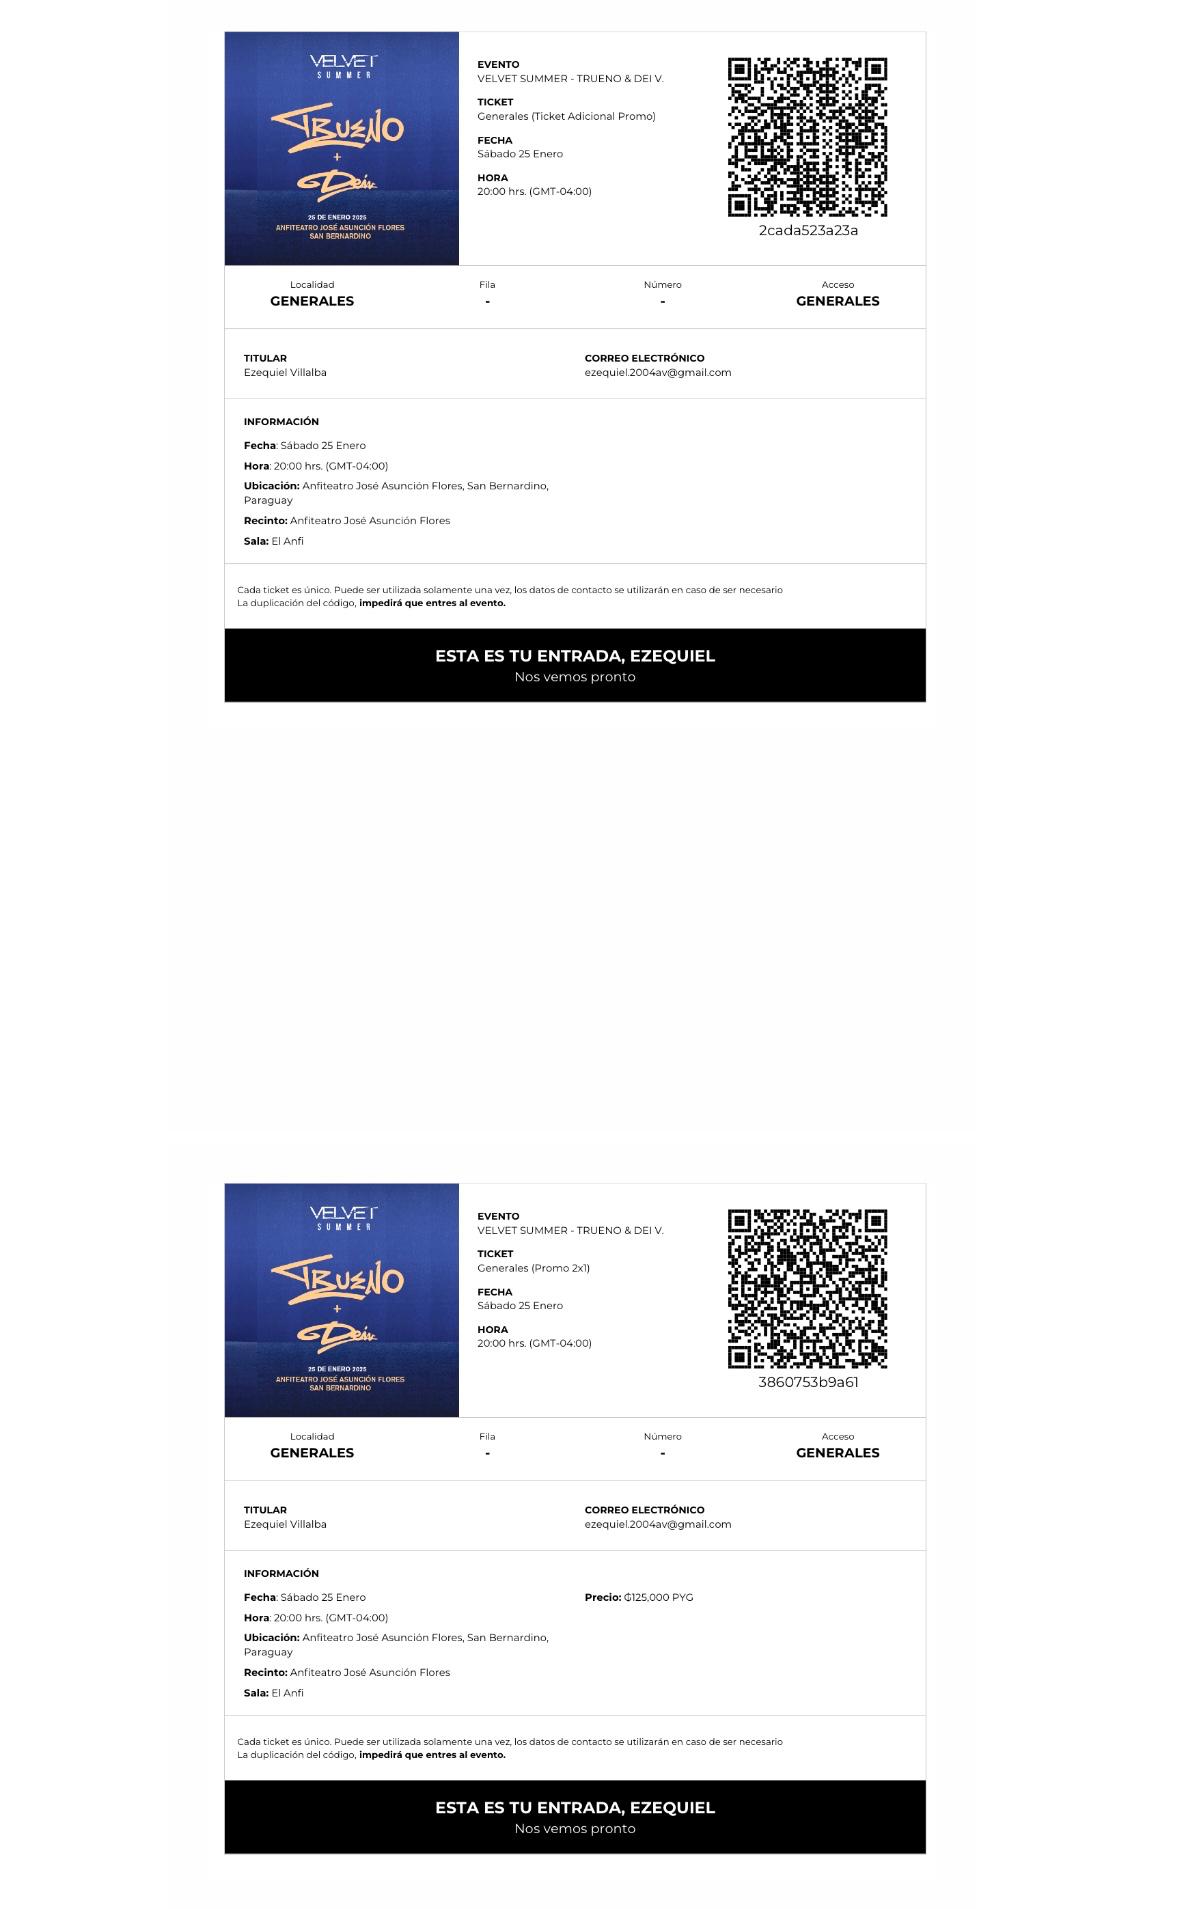 VELVET
SUMMER
TRUENO
+
Dei v.
25 DE ENERO 2025
ANFITEATRO JOSÉ ASUNCIÓN FLORES
SAN BERNARDINO
EVENTO
VELVET SUMMER - TRUENO & DEI V.
TICKET
Generales (Ticket Adicional Promo)
FECHA
Sábado 25 Enero
HORA
20:00 hrs. (GMT-04:00)
2cada523a23a
Localidad Fila Número Acceso
GENERALES - - GENERALES
TITULAR CORREO ELECTRÓNICO
Ezequiel Villalba ezequiel.2004av@gmail.com
INFORMACIÓN
Fecha: Sábado 25 Enero
Hora: 20:00 hrs. (GMT-04:00)
Ubicación: Anfiteatro José Asunción Flores, San Bernardino,
Paraguay
Recinto: Anfiteatro José Asunción Flores
Sala: El Anfi
Cada ticket es único. Puede ser utilizada solamente una vez, los datos de contacto se utilizarán en caso de ser necesario
La duplicación del código, impedirá que entres al evento.
ESTA ES TU ENTRADA, EZEQUIEL
Nos vemos pronto
VELVET
SUMMER
TRUENO
+
Dei v.
25 DE ENERO 2025
ANFITEATRO JOSÉ ASUNCIÓN FLORES
SAN BERNARDINO
EVENTO
VELVET SUMMER - TRUENO & DEI V.
TICKET
Generales (Promo 2x1)
FECHA
Sábado 25 Enero
HORA
20:00 hrs. (GMT-04:00)
3860753b9a61
Localidad Fila Número Acceso
GENERALES - - GENERALES
TITULAR CORREO ELECTRÓNICO
Ezequiel Villalba ezequiel.2004av@gmail.com
INFORMACIÓN
Fecha: Sábado 25 Enero Precio: ₲125,000 PYG
Hora: 20:00 hrs. (GMT-04:00)
Ubicación: Anfiteatro José Asunción Flores, San Bernardino,
Paraguay
Recinto: Anfiteatro José Asunción Flores
Sala: El Anfi
Cada ticket es único. Puede ser utilizada solamente una vez, los datos de contacto se utilizarán en caso de ser necesario
La duplicación del código, impedirá que entres al evento.
ESTA ES TU ENTRADA, EZEQUIEL
Nos vemos pronto